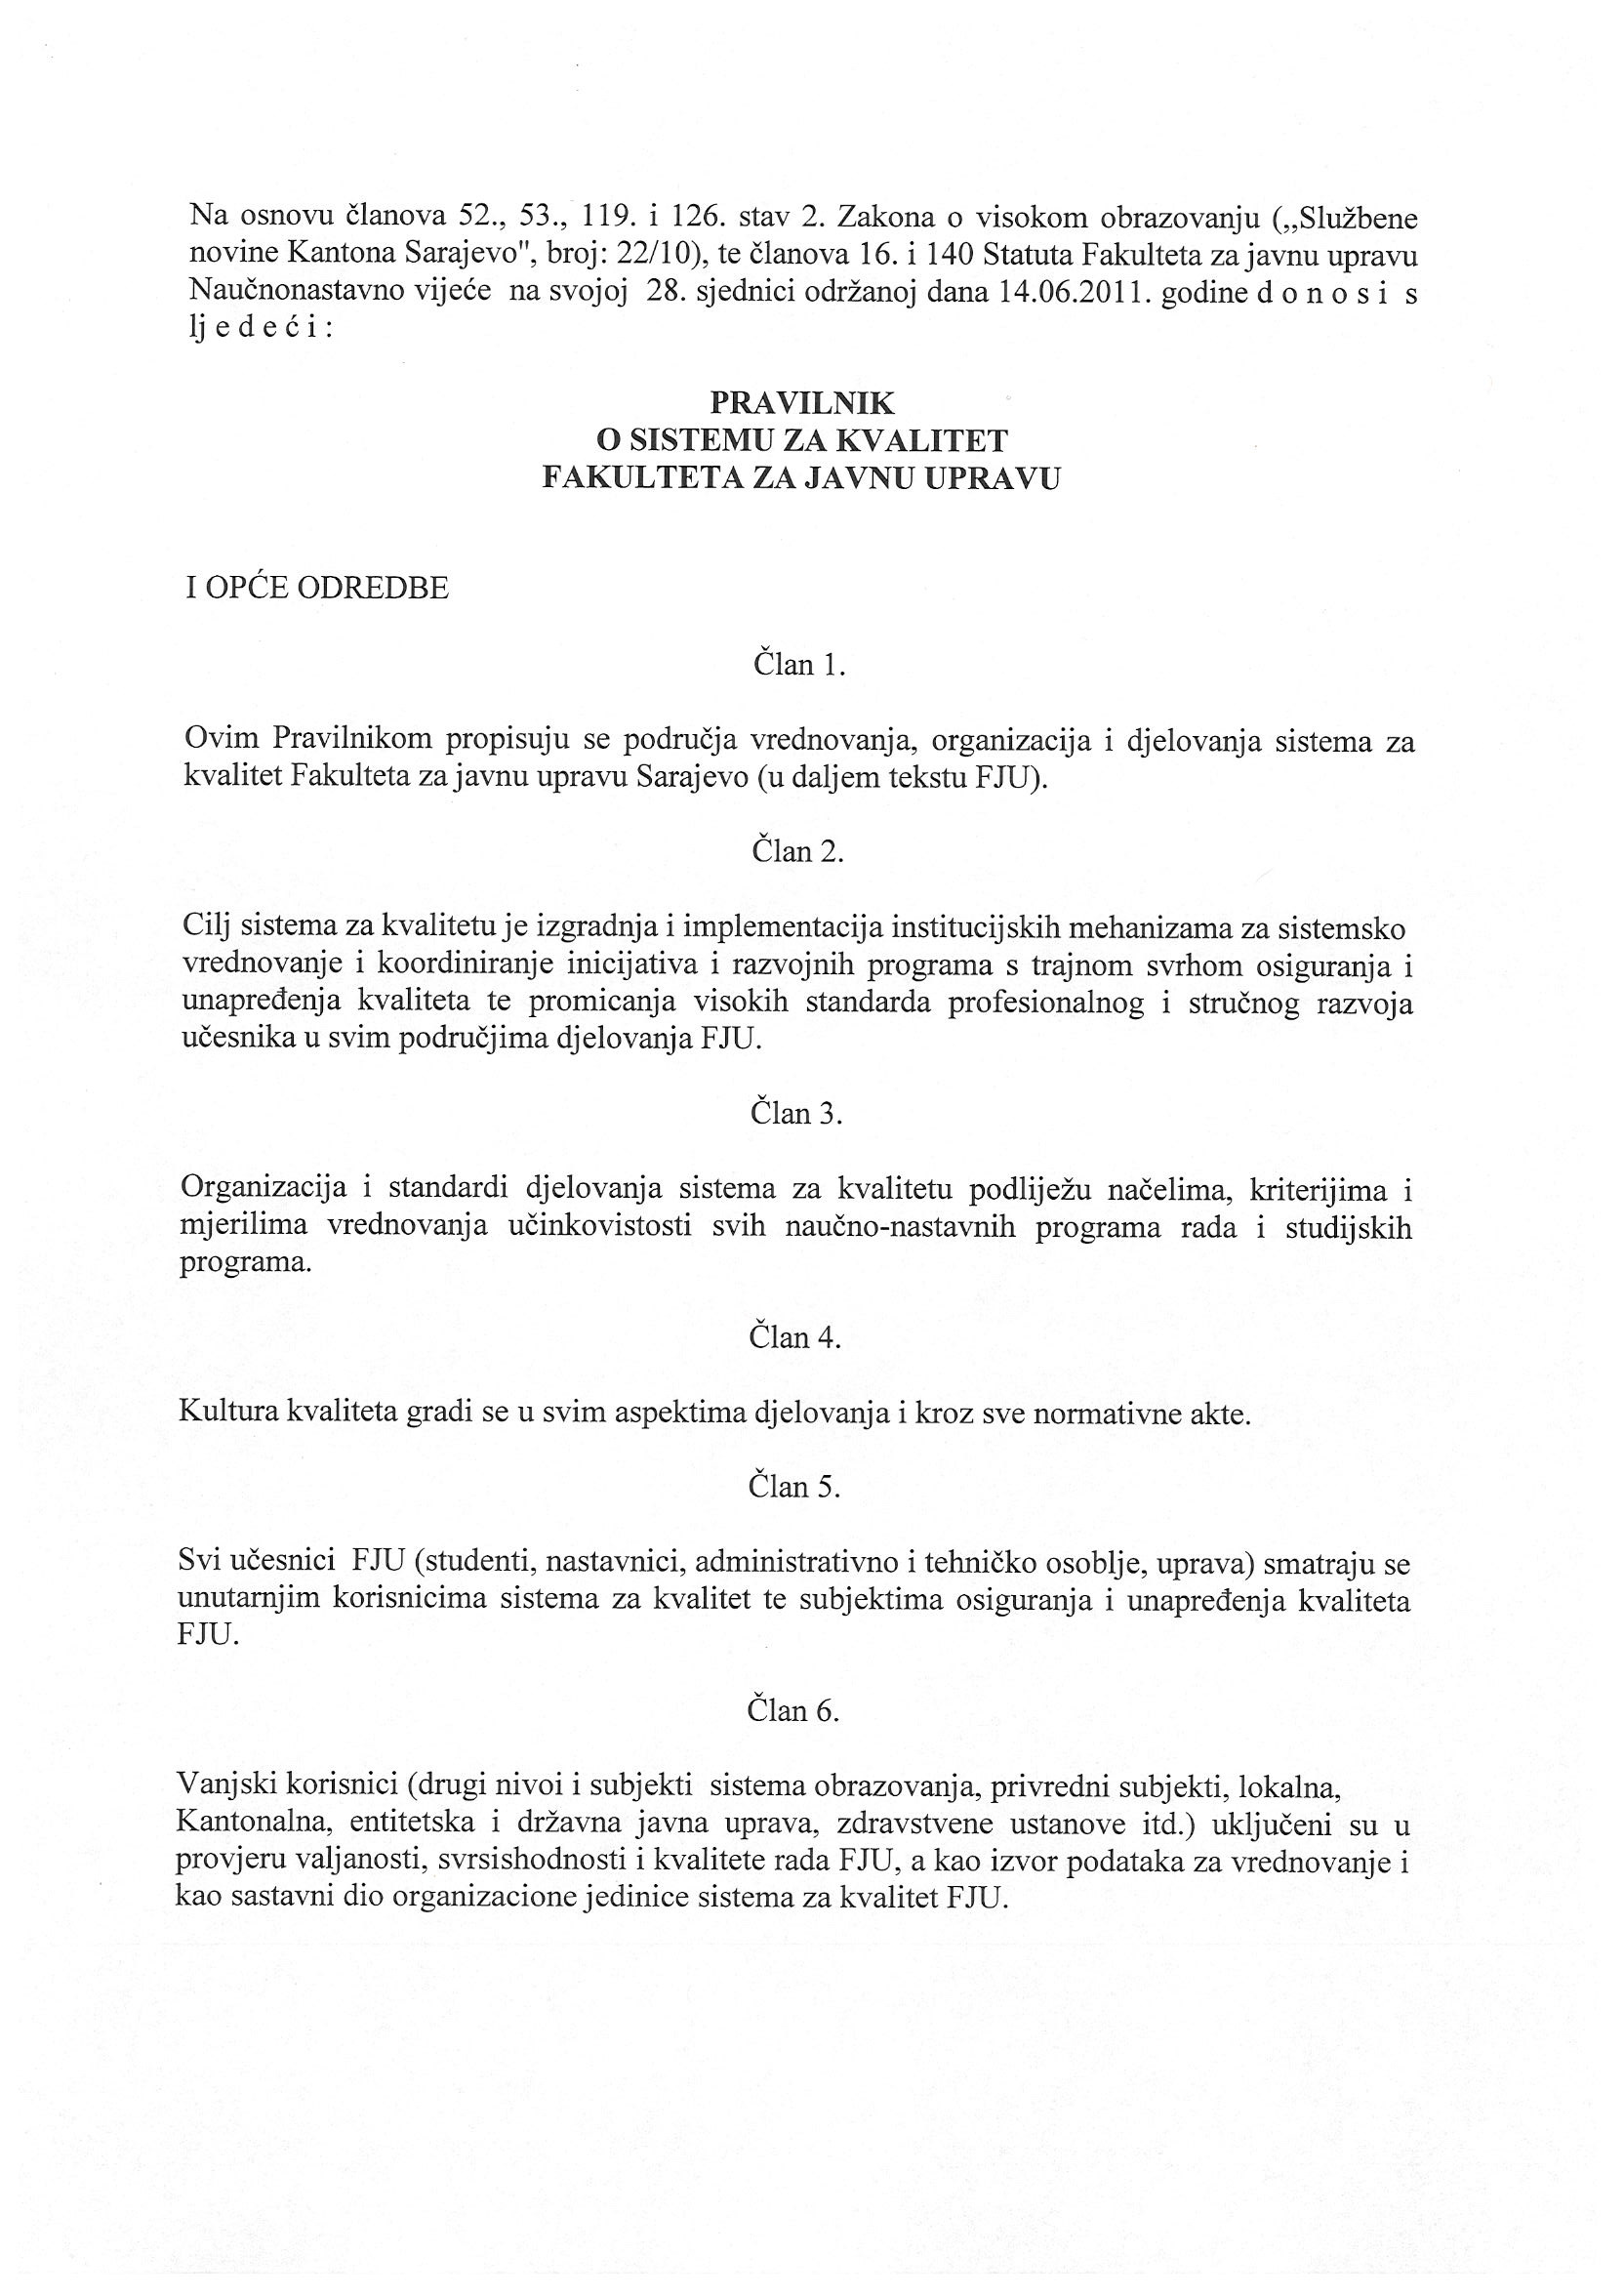 Na osnovu članova 52., 53., 119. i 126. stav 2. Zakona o visokom obrazovanju („Službene
novine Kantona Sarajevo", broj: 22/10), te članova 16. i 140 Statuta Fakulteta za javnu upravu
Naučnonastavno vijeće na svojoj 28. sjednici održanoj dana 14.06.2011. godine d o n o s i s
lj e d e ć i :
PRAVILNIK
O SISTEMU ZA KVALITET
FAKULTETA ZA JAVNU UPRAVU
I OPĆE ODREDBE
Član 1.
Ovim Pravilnikom propisuju se područja vrednovanja, organizacija i djelovanja sistema za
kvalitet Fakulteta za javnu upravu Sarajevo (u daljem tekstu FJU).
Član 2.
Cilj sistema za kvalitetu je izgradnja i implementacija institucijskih mehanizama za sistemsko
vrednovanje i koordiniranje inicijativa i razvojnih programa s trajnom svrhom osiguranja i
unapređenja kvaliteta te promicanja visokih standarda profesionalnog i stručnog razvoja
učesnika u svim područjima djelovanja FJU.
Član 3.
Organizacija i standardi djelovanja sistema za kvalitetu podliježu načelima, kriterijima i
mjerilima vrednovanja učinkovistosti svih naučno-nastavnih programa rada i studijskih
programa.
Član 4.
Kultura kvaliteta gradi se u svim aspektima djelovanja i kroz sve normativne akte.
Član 5.
Svi učesnici FJU (studenti, nastavnici, administrativno i tehničko osoblje, uprava) smatraju se
unutarnjim korisnicima sistema za kvalitet te subjektima osiguranja i unapređenja kvaliteta
FJU.
Član 6.
Vanjski korisnici (drugi nivoi i subjekti sistema obrazovanja, privredni subjekti, lokalna,
Kantonalna, entitetska i državna javna uprava, zdravstvene ustanove itd.) uključeni su u
provjeru valjanosti, svrsishodnosti i kvalitete rada FJU, a kao izvor podataka za vrednovanje i
kao sastavni dio organizacione jedinice sistema za kvalitet FJU.